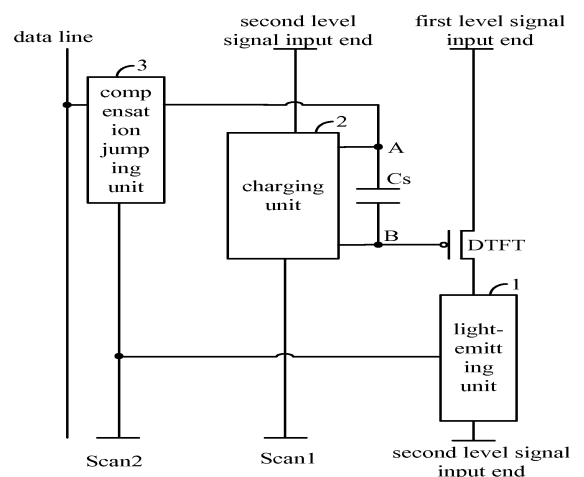 second level
signal input end
first level signal
input end
data line
3
comp
ensat
ion
jump
ing
unit
2
charging
unit
A
Cs
B
DTFT
1
light-
emitt
ing
unit
Scan2
Scan1
second level signal
input end